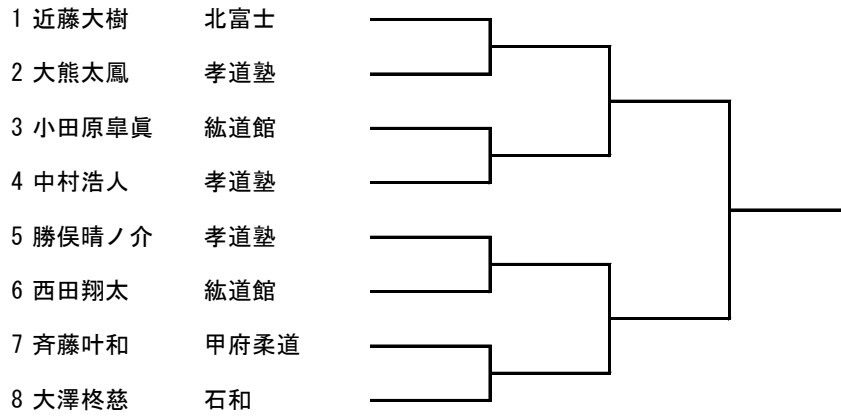 1 近藤大樹 北富士
2 大熊太鳳 孝道塾
3 小田原皐眞 紘道館
4 中村浩人 孝道塾
5 勝俣晴ノ介 孝道塾
6 西田翔太 紘道館
7 斉藤叶和 甲府柔道
8 大澤柊慈 石和